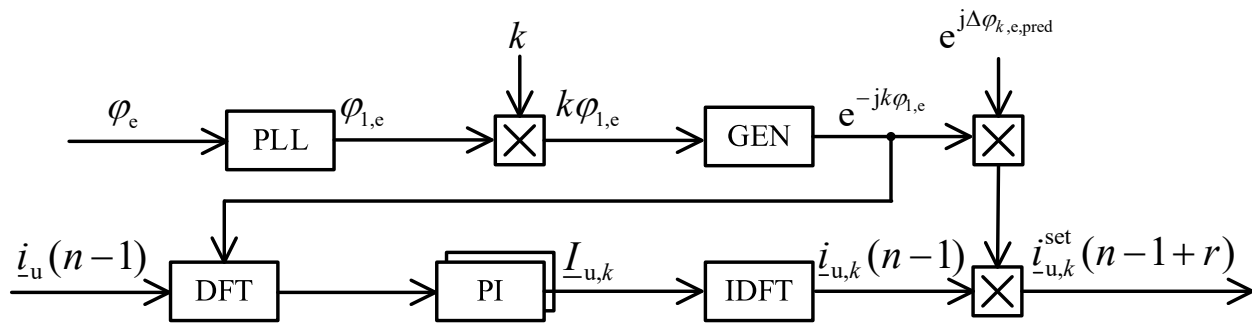 k
e^{jΔφ_{k,e,pred}}
φ_e
PLL
φ_{1,e}
kφ_{1,e}
GEN
e^{-jkφ_{1,e}}
i_u(n−1)
DFT
PI
I_{u,k}
IDFT
i_{u,k}(n−1)
i_{u,k}^{set}(n−1+r)